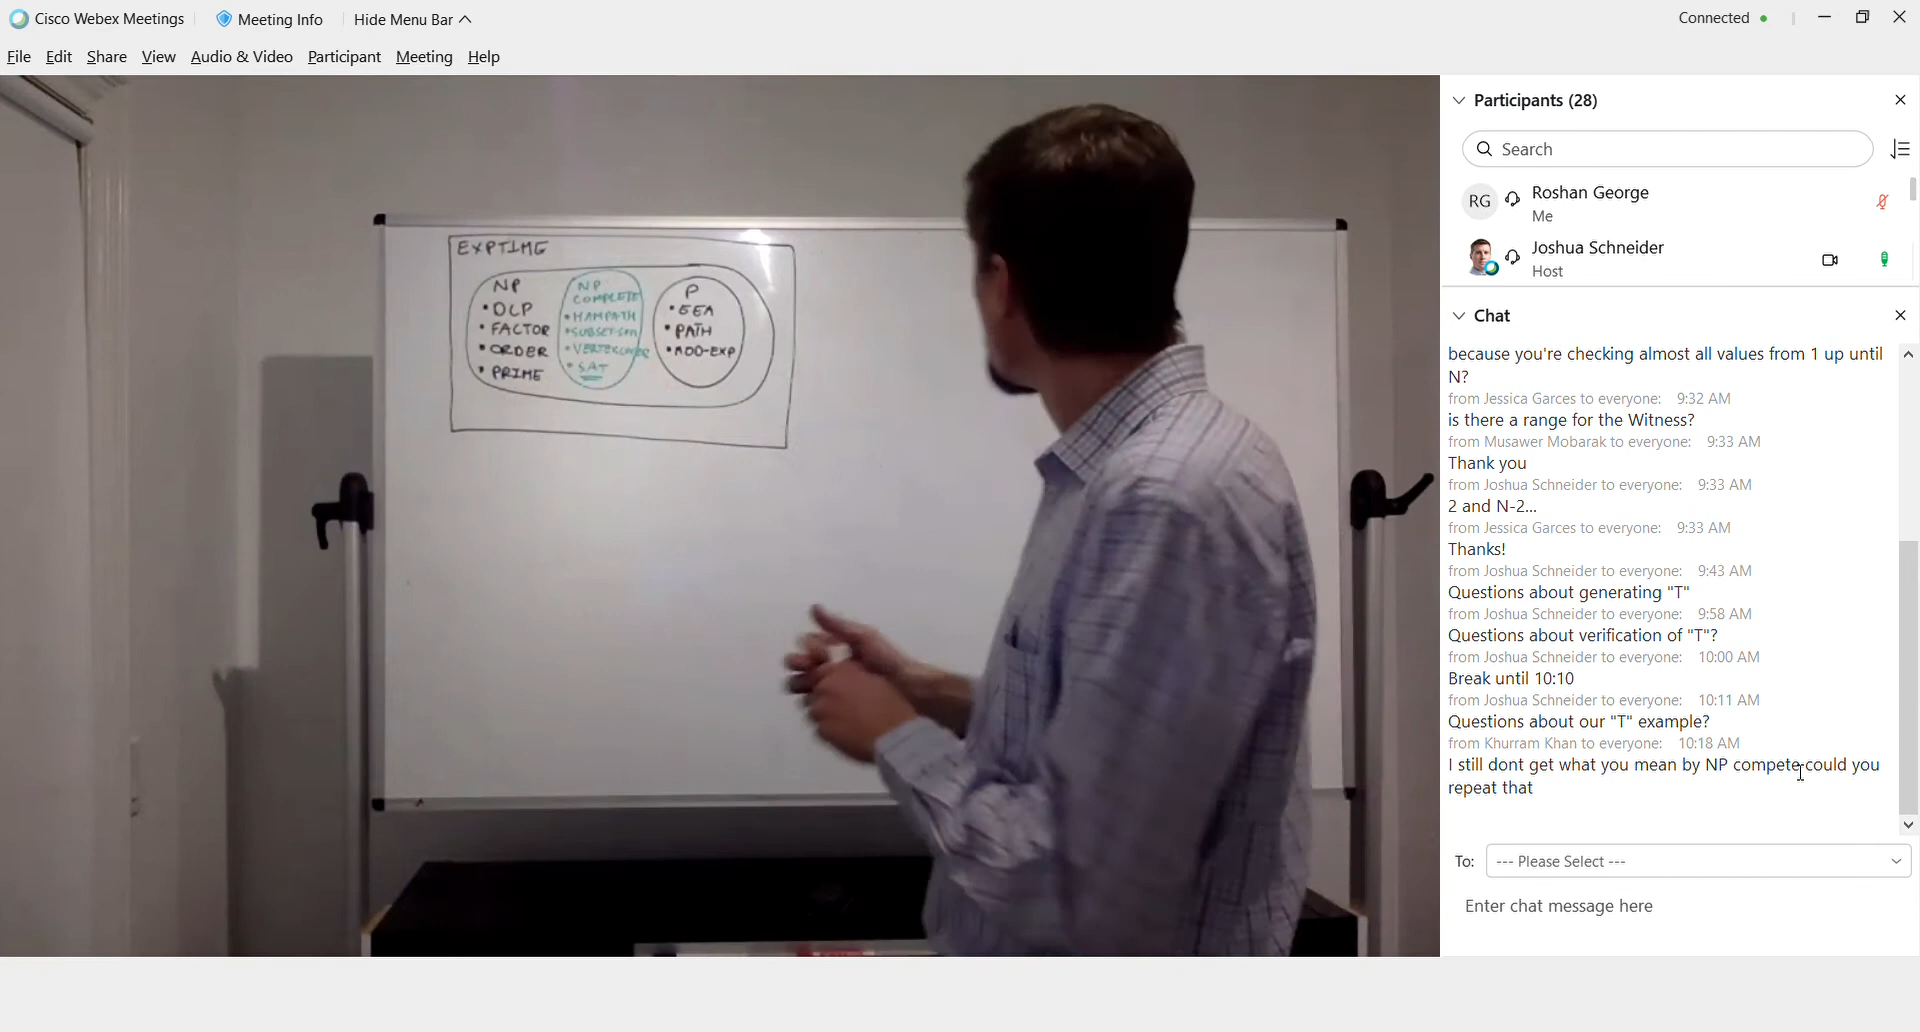 Cisco Webex Meetings
Meeting Info
Hide Menu Bar
Connected
File Edit Share View Audio & Video Participant Meeting Help
EXPTIME
NP
• DLP
• FACTOR
• ORDER
• PRIME
NP
COMPLETE
• HAMPATH
• SUBSET-SUM
• VERTEXCOVER
• SAT
P
• EEA
• PATH
• MOD-EXP
Participants (28)
Search
RG
Roshan George
Me
Joshua Schneider
Host
Chat
because you're checking almost all values from 1 up until
N?
from Jessica Garces to everyone: 9:32 AM
is there a range for the Witness?
from Musawer Mobarak to everyone: 9:33 AM
Thank you
from Joshua Schneider to everyone: 9:33 AM
2 and N-2...
from Jessica Garces to everyone: 9:33 AM
Thanks!
from Joshua Schneider to everyone: 9:43 AM
Questions about generating "T"
from Joshua Schneider to everyone: 9:58 AM
Questions about verification of "T"?
from Joshua Schneider to everyone: 10:00 AM
Break until 10:10
from Joshua Schneider to everyone: 10:11 AM
Questions about our "T" example?
from Khurram Khan to everyone: 10:18 AM
I still dont get what you mean by NP compete could you
repeat that
To: --- Please Select ---
Enter chat message here